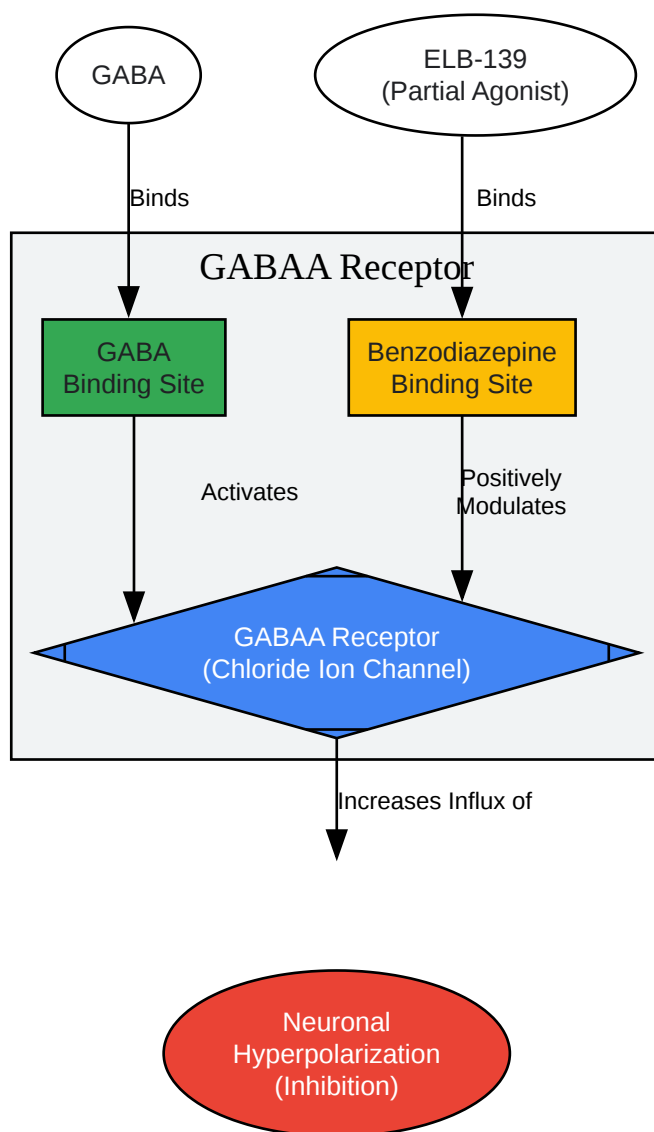 GABA
ELB-139
(Partial Agonist)
Binds
Binds
GABAA Receptor
GABA
Binding Site
Benzodiazepine
Binding Site
Activates
Positively
Modulates
GABAA Receptor
(Chloride Ion Channel)
Increases Influx of
Neuronal
Hyperpolarization
(Inhibition)